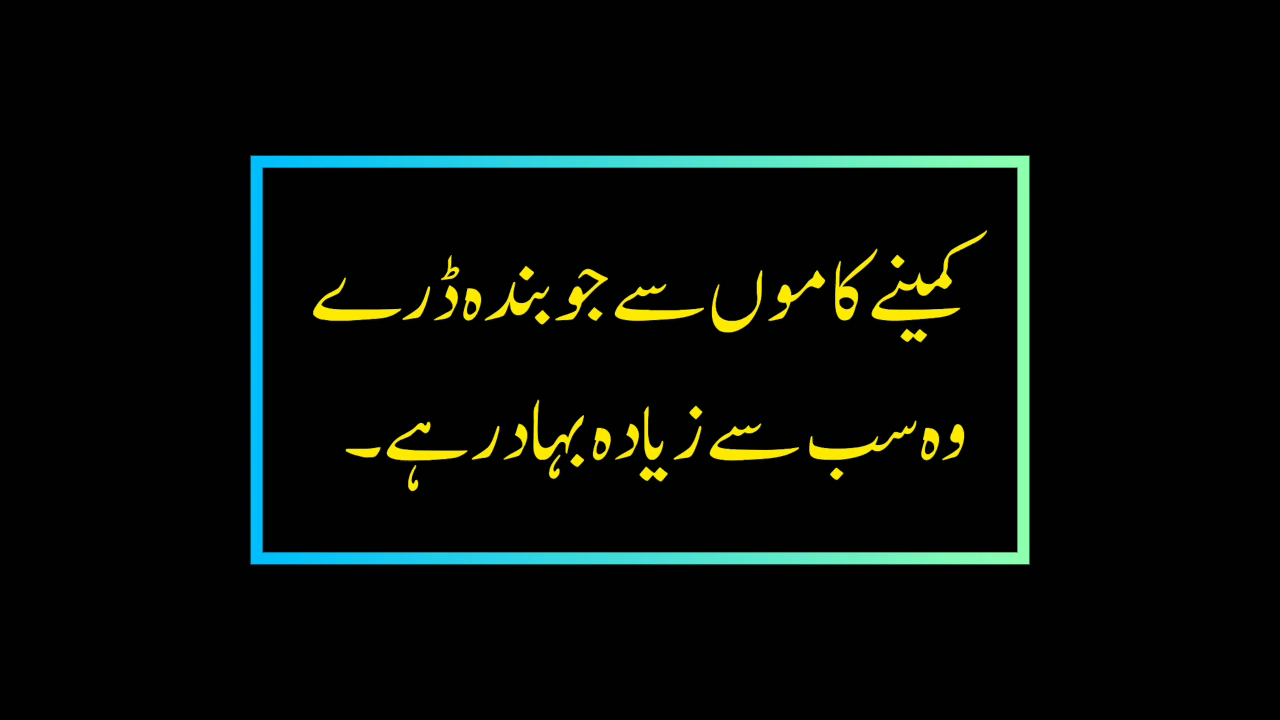 کمینے کاموں سے جو بندہ ڈرے
وہ سب سے زیادہ بہادر ہے۔